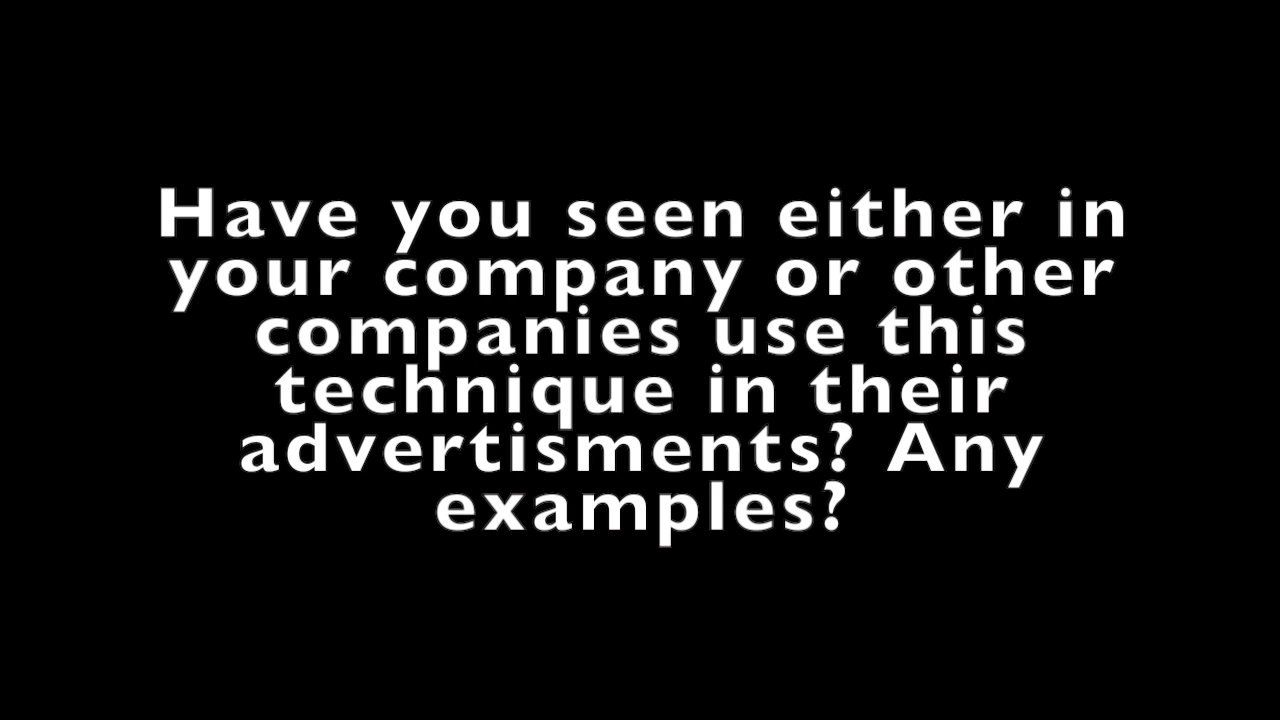 Have you seen either in
your company or other
companies use this
technique in their
advertisments? Any
examples?